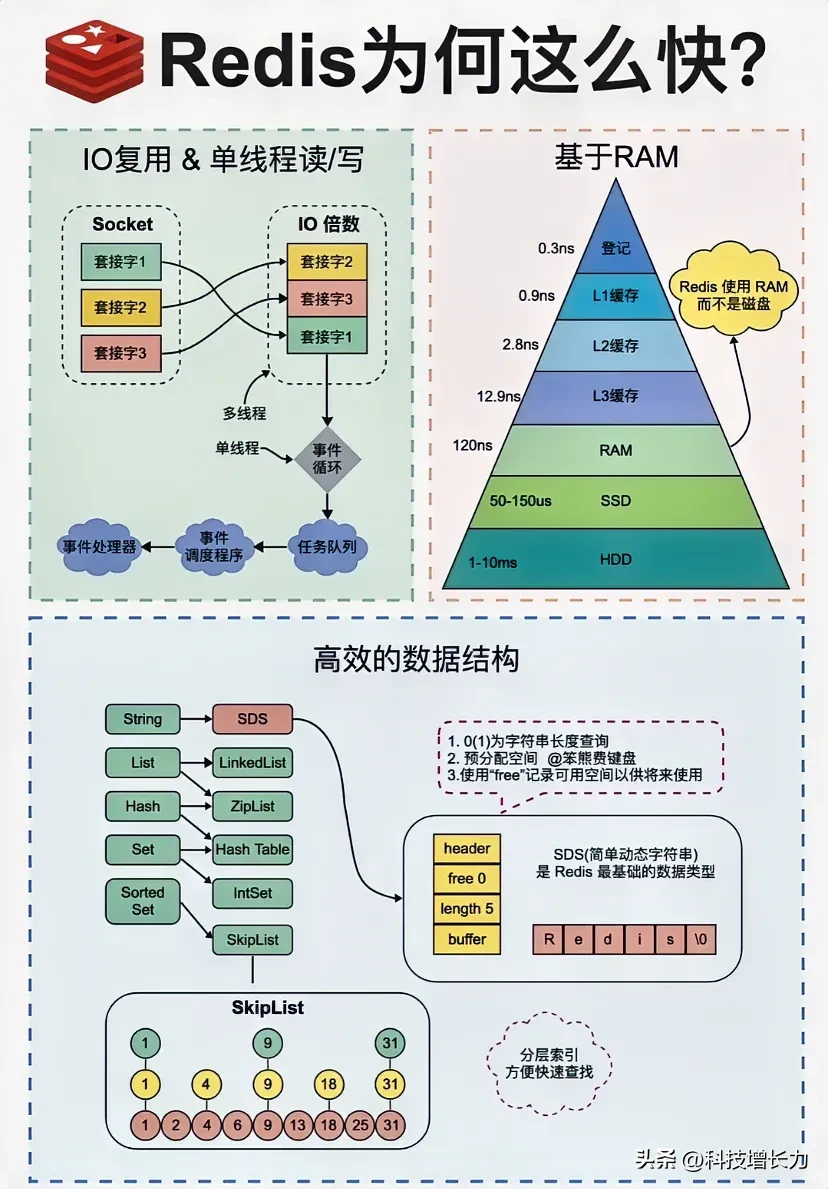 Redis为何这么快?
IO复用 & 单线程读/写
Socket
套接字1
套接字2
套接字3
IO 倍数
套接字2
套接字3
套接字1
多线程
单线程
事件
循环
事件处理器
事件
调度程序
任务队列
基于RAM
0.3ns
登记
0.9ns
L1缓存
2.8ns
L2缓存
12.9ns
L3缓存
120ns
RAM
50-150us
SSD
1-10ms
HDD
Redis 使用 RAM
而不是磁盘
高效的数据结构
String
SDS
List
LinkedList
Hash
ZipList
Set
Hash Table
Sorted
Set
IntSet
SkipList
1. 0(1)为字符串长度查询
2. 预分配空间 @笨熊费键盘
3.使用“free”记录可用空间以供将来使用
header
free 0
length 5
buffer
SDS(简单动态字符串)
是 Redis 最基础的数据类型
R e d i s \0
SkipList
1 9 31
1 4 9 18 31
1 2 4 6 9 13 18 25 31
分层索引
方便快速查找
头条 @科技增长力